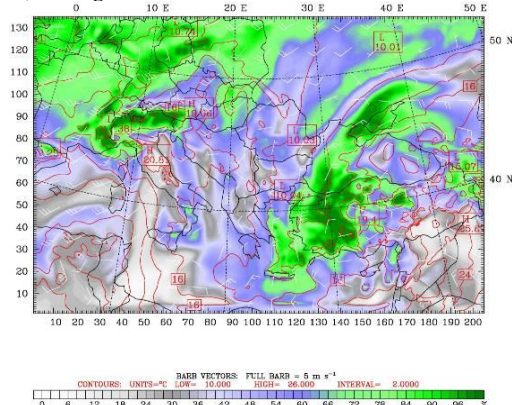 0 10 E 20 E 30 E 40 E 50 E
130
120
110
100
90
80
70
60
50
40
30
20
10
50 N
40 N
L
10.01
16
H
20.61
16
16
24
10 20 30 40 50 60 70 80 90 100 110 120 130 140 150 160 170 180 190 200
BARB VECTORS: FULL BARB = 5 m s⁻¹
CONTOURS: UNITS=°C LOW= 10.000 HIGH= 26.000 INTERVAL= 2.0000
0 6 12 18 24 30 36 42 48 54 60 66 72 78 84 90 96 %